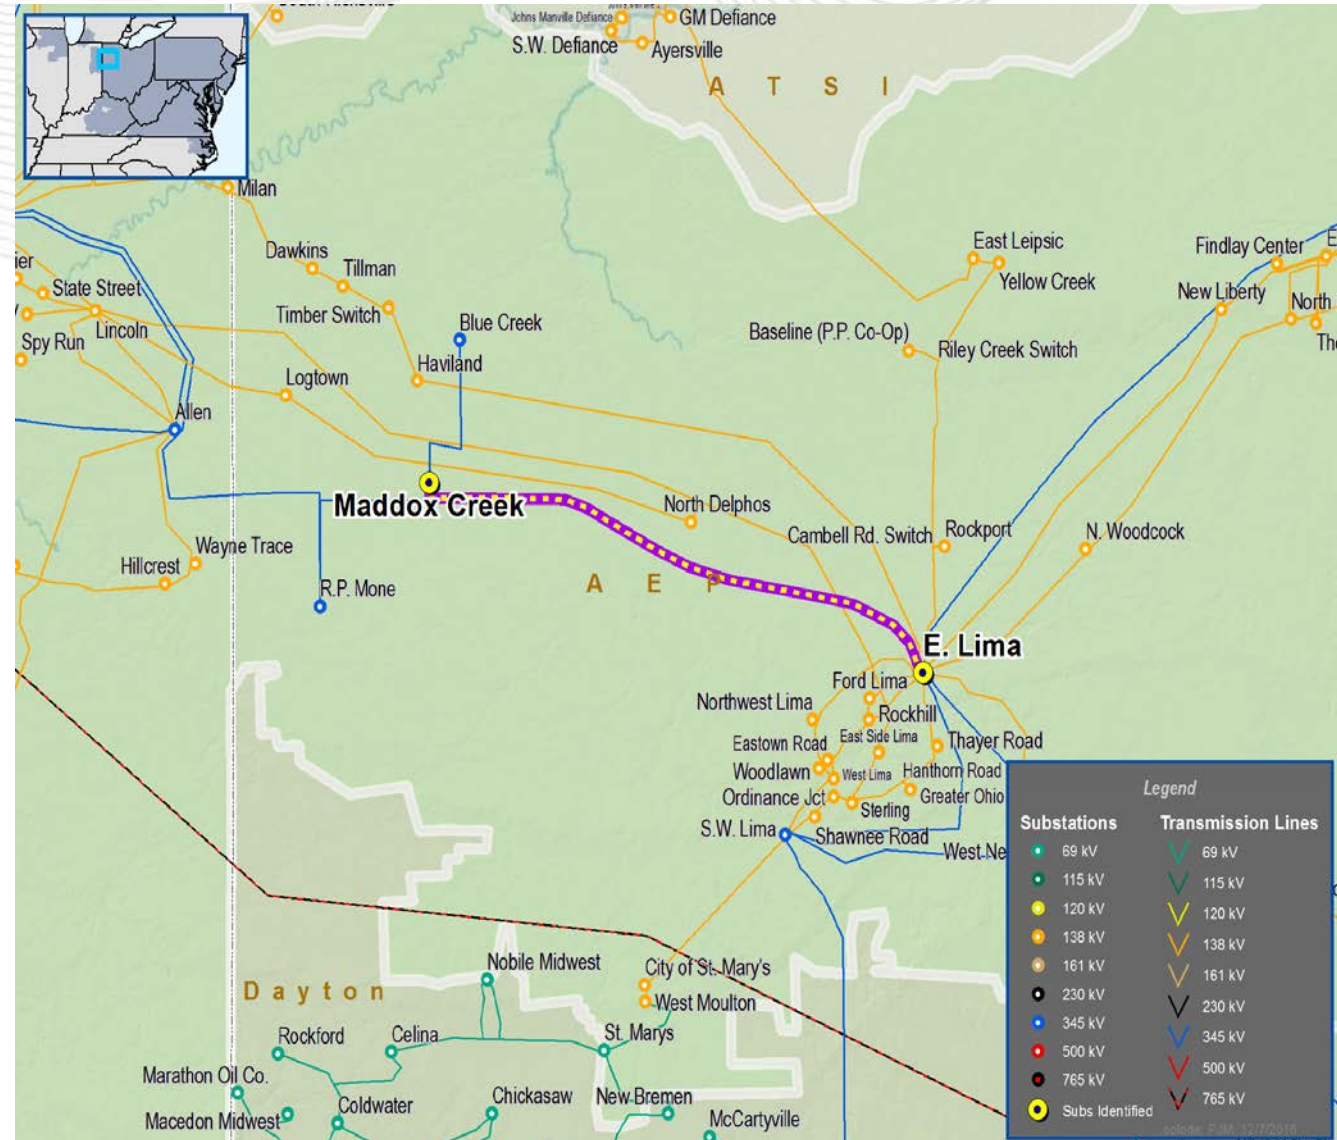 Johns Manville Defiance
GM Defiance
S.W. Defiance
Ayersville
A T S I
Milan
Dawkins
Tillman
Timber Switch
State Street
Lincoln
Spy Run
Blue Creek
Haviland
Logtown
Allen
East Leipsic
Yellow Creek
Baseline (P.P. Co-Op)
Riley Creek Switch
Findlay Center
New Liberty
North
Maddox Creek
North Delphos
Cambell Rd. Switch
Rockport
N. Woodcock
Wayne Trace
Hillcrest
R.P. Mone
A E P
E. Lima
Ford Lima
Northwest Lima
Rockhill
East Side Lima
Eastown Road
Thayer Road
Woodlawn
West Lima
Hanthorn Road
Ordinance Jct
Greater Ohio
Sterling
S.W. Lima
Shawnee Road
West Ne
Dayton
Nobile Midwest
City of St. Mary's
West Moulton
Rockford
Celina
St. Marys
Marathon Oil Co.
Macedon Midwest
Coldwater
Chickasaw
New Bremen
McCartyville
Legend
Substations
69 kV
115 kV
120 kV
138 kV
161 kV
230 kV
345 kV
500 kV
765 kV
Subs Identified
Transmission Lines
69 kV
115 kV
120 kV
138 kV
161 kV
230 kV
345 kV
500 kV
765 kV